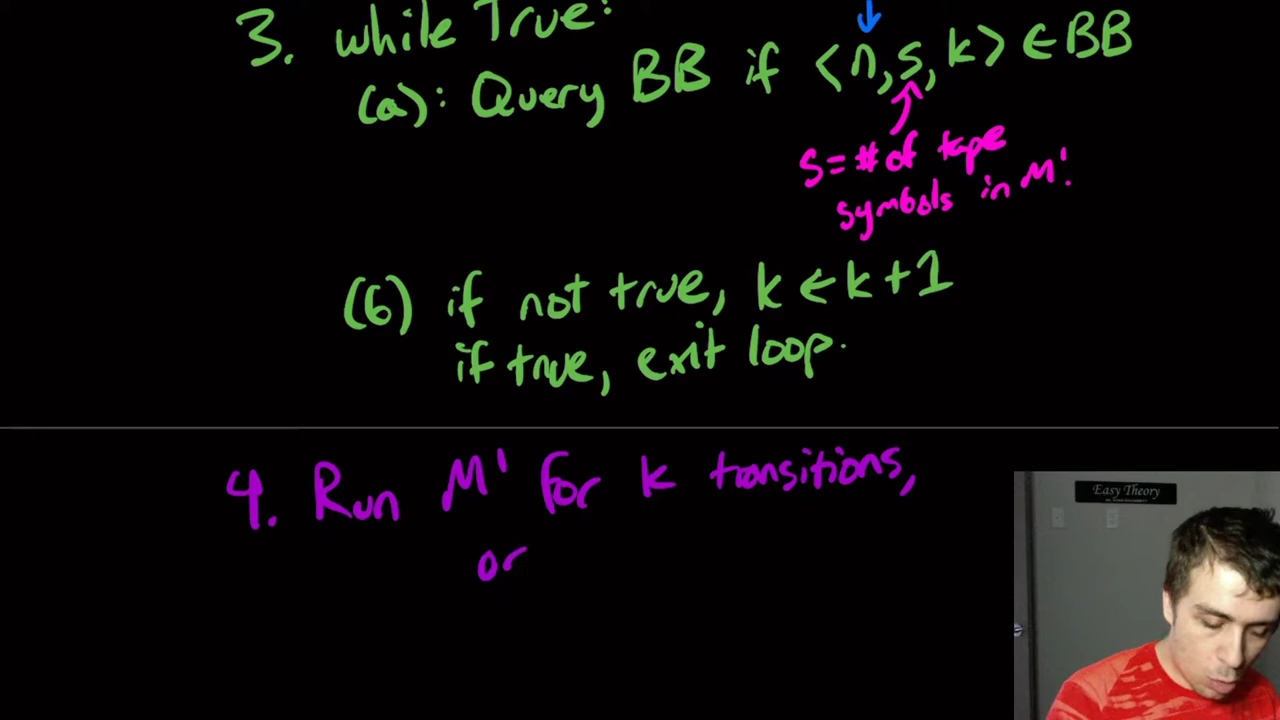 3. while True:
(a): Query BB if <n,s,k> ∈ BB
s = # of tape
symbols in M'.
(b) if not true, k ← k + 1
if true, exit loop.
4. Run M' for k transitions,
or
Easy Theory